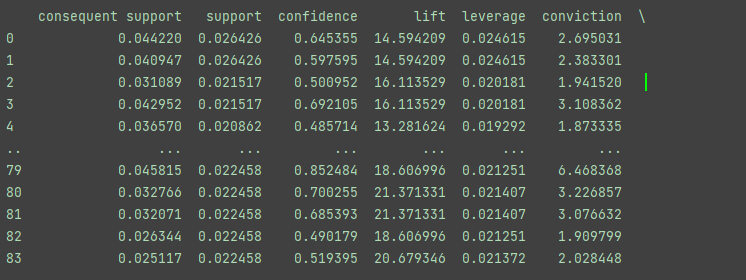 consequent support support confidence lift leverage conviction \
0 0.044220 0.026426 0.645355 14.594209 0.024615 2.695031
1 0.040947 0.026426 0.597595 14.594209 0.024615 2.383301
2 0.031089 0.021517 0.500952 16.113529 0.020181 1.941520
3 0.042952 0.021517 0.692105 16.113529 0.020181 3.108362
4 0.036570 0.020862 0.485714 13.281624 0.019292 1.873335
.. ... ... ... ... ... ...
79 0.045815 0.022458 0.852484 18.606996 0.021251 6.468368
80 0.032766 0.022458 0.700255 21.371331 0.021407 3.226857
81 0.032071 0.022458 0.685393 21.371331 0.021407 3.076632
82 0.026344 0.022458 0.490179 18.606996 0.021251 1.909799
83 0.025117 0.022458 0.519395 20.679346 0.021372 2.028448